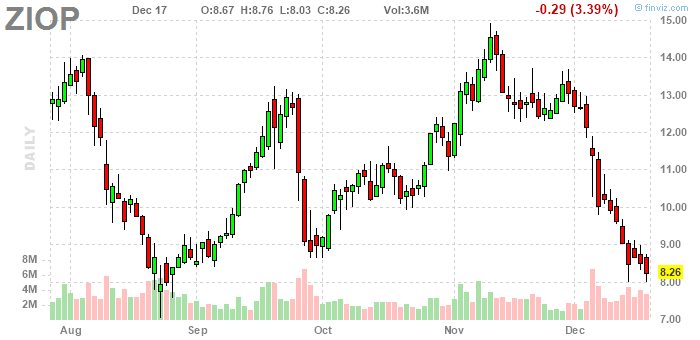 ZIOP Dec 17 O:8.67 H:8.76 L:8.03 C:8.26 Vol:3.6M -0.29 (3.39%) © finviz.com
15.00
14.00
13.00
12.00
DAILY
11.00
10.00
9.00
8M
6M 8.26
4M 8.00
2M
7.00
Aug Sep Oct Nov Dec